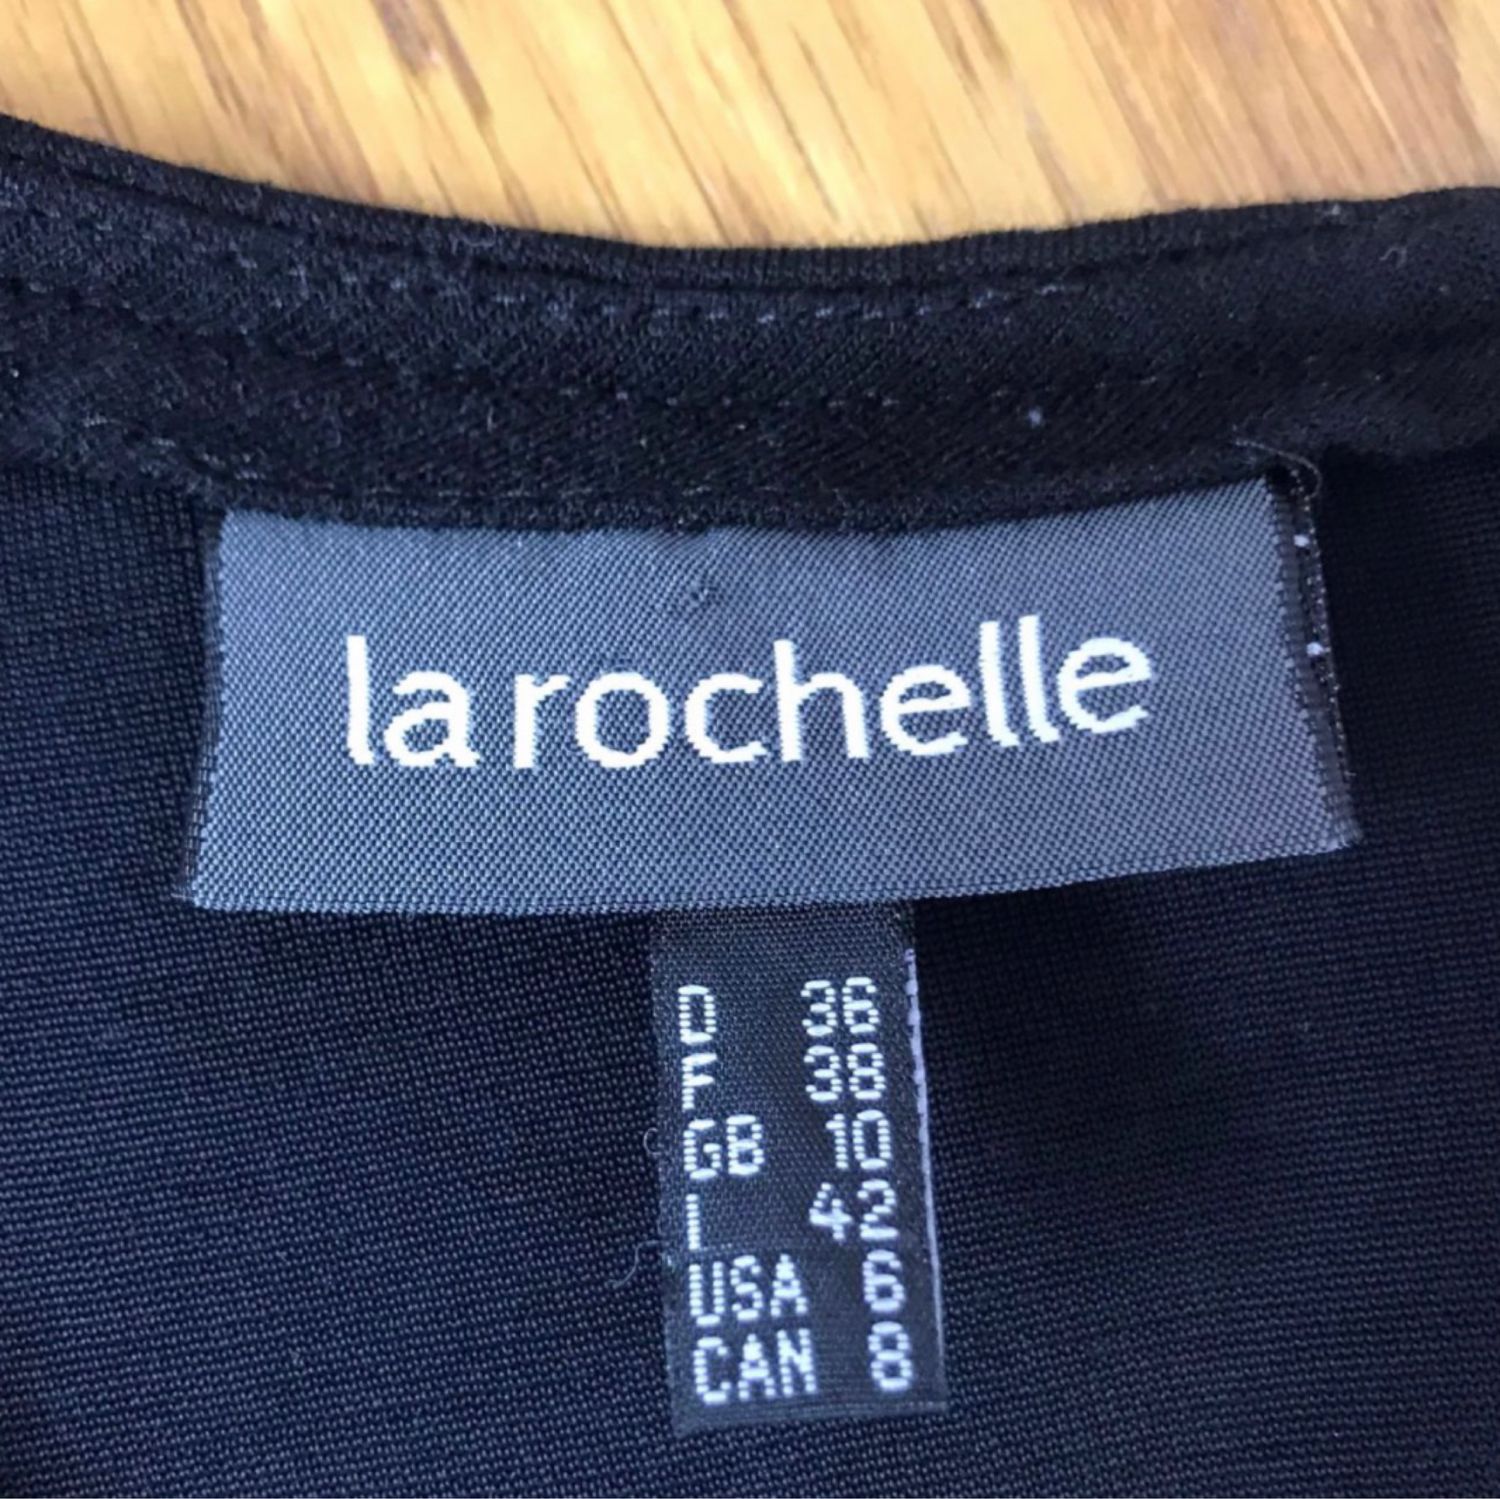 la rochelle
D 36
F 38
GB 10
I 42
USA 6
CAN 8